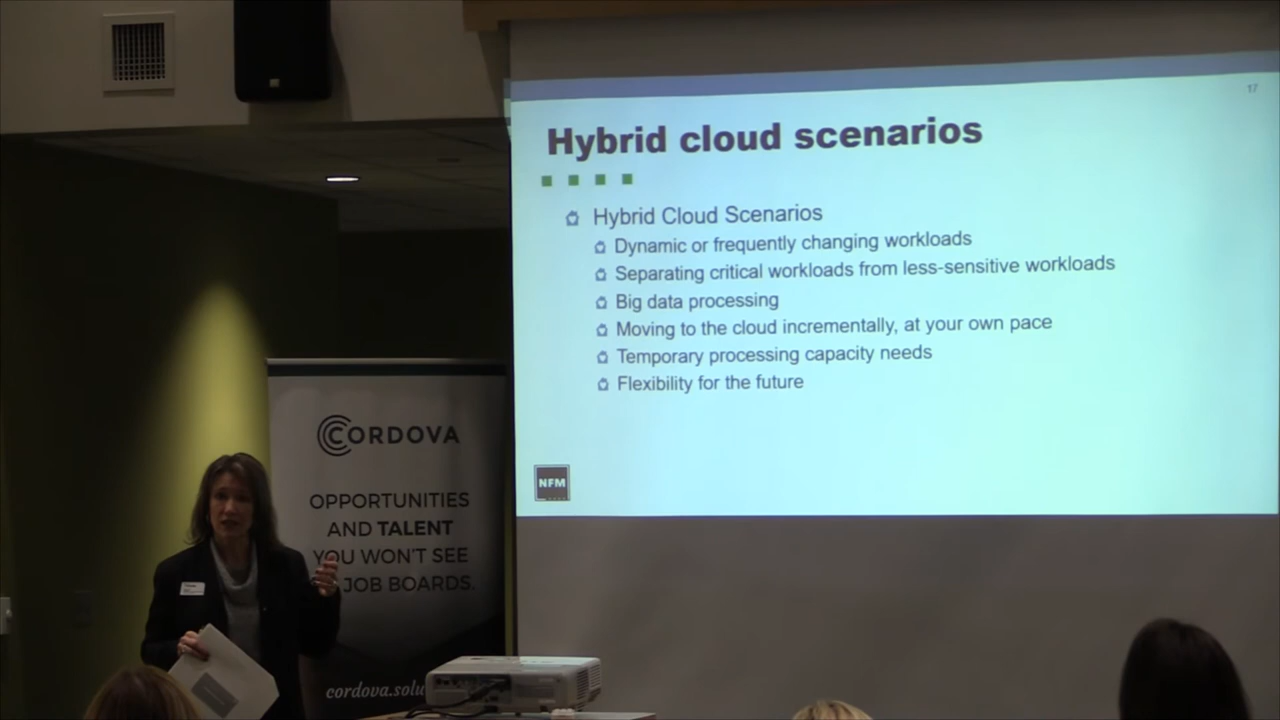 17
Hybrid cloud scenarios
Hybrid Cloud Scenarios
Dynamic or frequently changing workloads
Separating critical workloads from less-sensitive workloads
Big data processing
Moving to the cloud incrementally, at your own pace
Temporary processing capacity needs
Flexibility for the future
NFM
CORDOVA
OPPORTUNITIES
AND TALENT
YOU WON'T SEE
JOB BOARDS.
cordova.solu